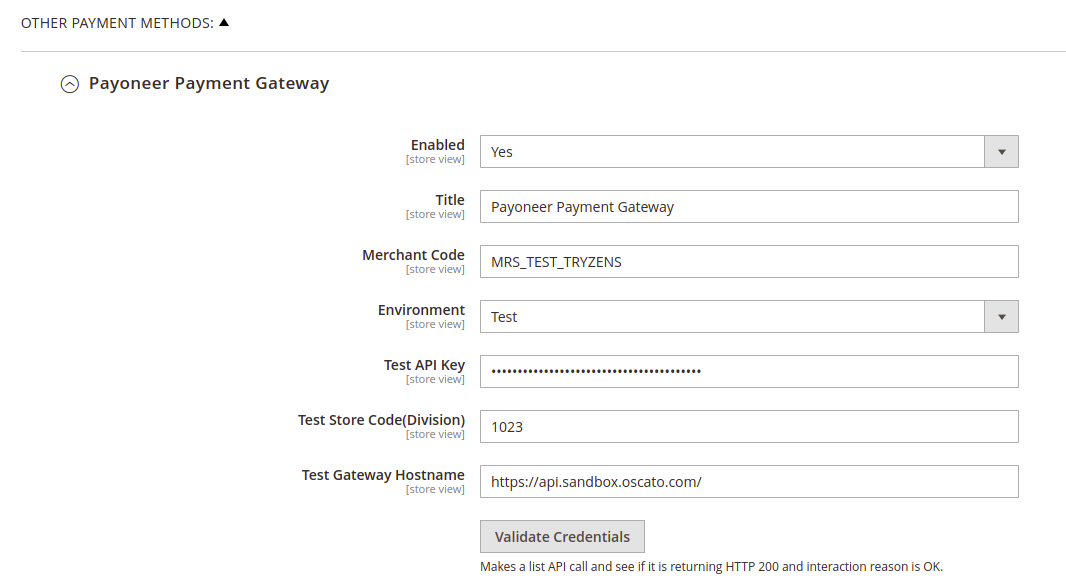 OTHER PAYMENT METHODS:
Payoneer Payment Gateway
Enabled
[store view]
Yes
Title
[store view]
Payoneer Payment Gateway
Merchant Code
[store view]
MRS_TEST_TRYZENS
Environment
[store view]
Test
Test API Key
[store view]
••••••••••••••••••••••••••••••••••••••••
Test Store Code(Division)
[store view]
1023
Test Gateway Hostname
[store view]
https://api.sandbox.oscato.com/
Validate Credentials
Makes a list API call and see if it is returning HTTP 200 and interaction reason is OK.